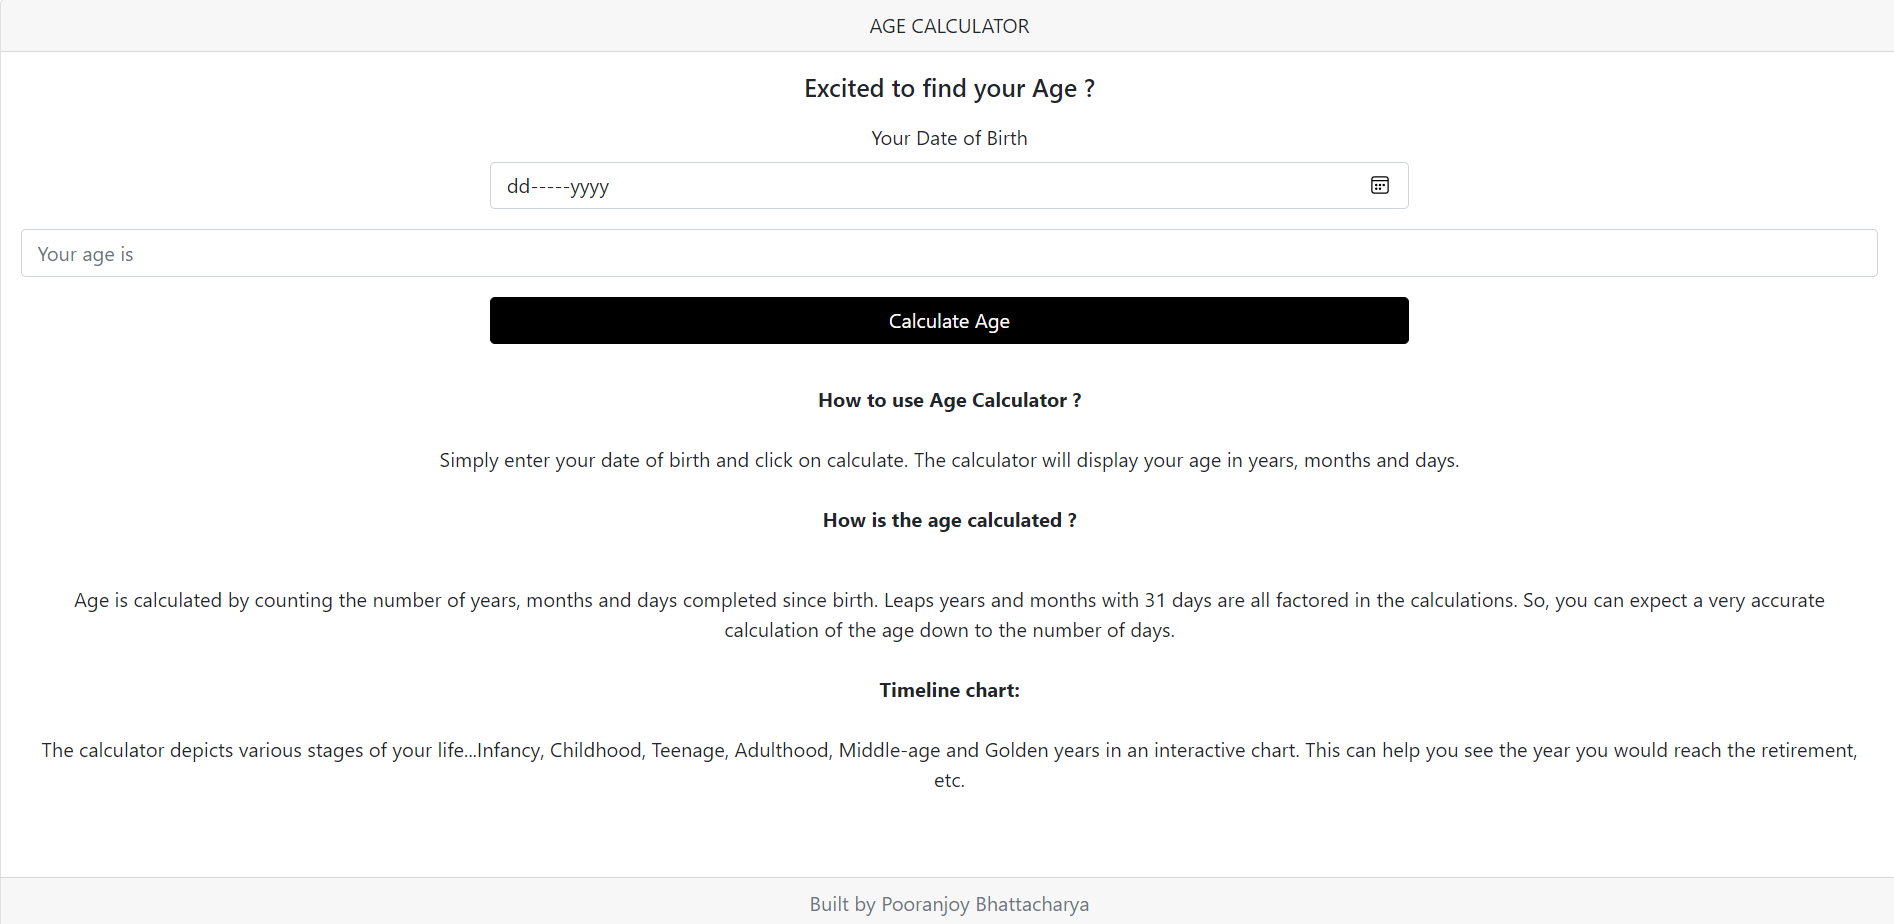 AGE CALCULATOR
Excited to find your Age ?
Your Date of Birth
dd-----yyyy
Your age is
Calculate Age
How to use Age Calculator ?
Simply enter your date of birth and click on calculate. The calculator will display your age in years, months and days.
How is the age calculated ?
Age is calculated by counting the number of years, months and days completed since birth. Leaps years and months with 31 days are all factored in the calculations. So, you can expect a very accurate
calculation of the age down to the number of days.
Timeline chart:
The calculator depicts various stages of your life...Infancy, Childhood, Teenage, Adulthood, Middle-age and Golden years in an interactive chart. This can help you see the year you would reach the retirement,
etc.
Built by Pooranjoy Bhattacharya